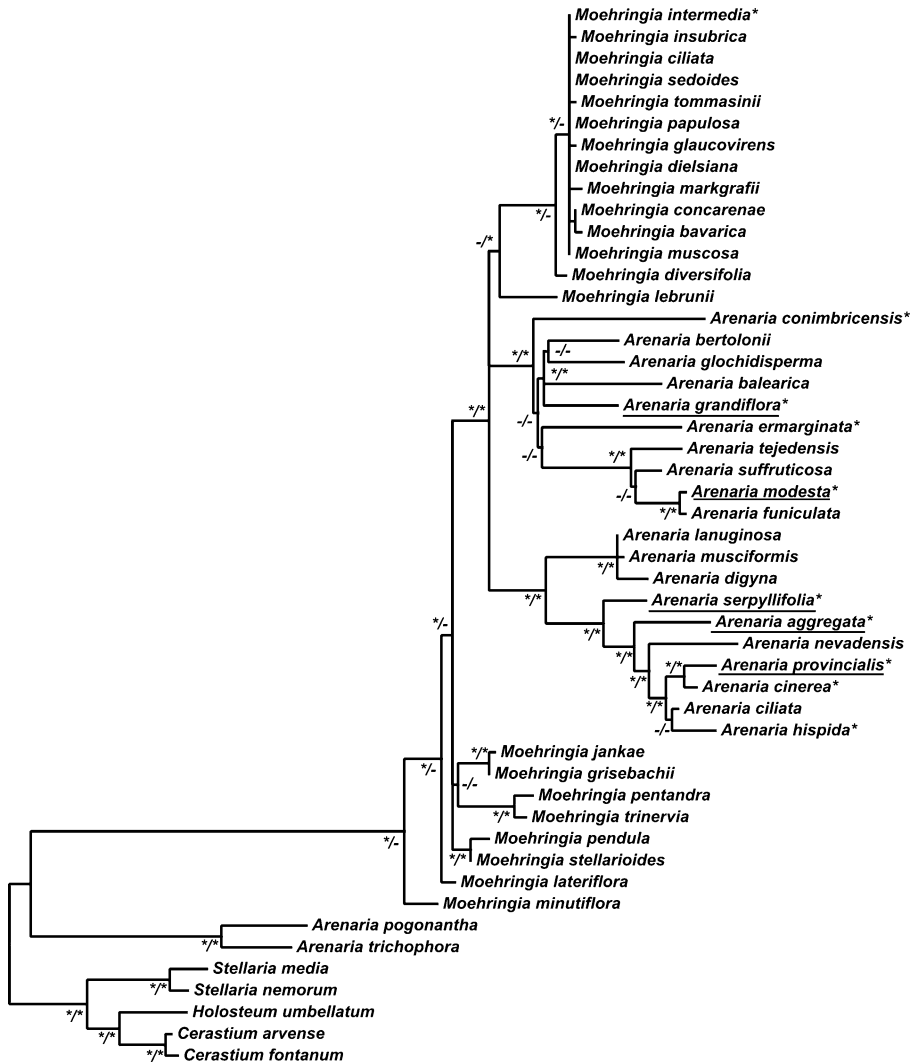 Moehringia intermedia*
Moehringia insubrica
Moehringia ciliata
Moehringia sedoides
Moehringia tommasinii
*/-
Moehringia papulosa
Moehringia glaucovirens
Moehringia dielsiana
Moehringia markgrafii
Moehringia concarenae
*/-
Moehringia bavarica
-/*
Moehringia muscosa
Moehringia diversifolia
Moehringia lebrunii
Arenaria conimbricensis*
Arenaria bertolonii
-/-
*/*
Arenaria glochidisperma
*/*
Arenaria balearica
Arenaria grandiflora*
*/*
-/-
Arenaria ermarginata*
Arenaria tejedensis
-/-
*/*
Arenaria suffruticosa
Arenaria modesta*
-/-
Arenaria funiculata
*/*
Arenaria lanuginosa
Arenaria musciformis
*/*
Arenaria digyna
*/*
Arenaria serpyllifolia*
Arenaria aggregata*
*/-
*/*
Arenaria nevadensis
*/*
Arenaria provincialis*
*/*
*/*
Arenaria cinerea*
*/*
Arenaria ciliata
Arenaria hispida*
-/-
Moehringia jankae
*/*
*/-
Moehringia grisebachii
-/-
Moehringia pentandra
Moehringia trinervia
*/*
Moehringia pendula
*/-
Moehringia stellarioides
*/*
Moehringia lateriflora
Moehringia minutiflora
Arenaria pogonantha
Arenaria trichophora
*/*
Stellaria media
Stellaria nemorum
*/*
Holosteum umbellatum
*/*
Cerastium arvense
*/*
Cerastium fontanum
*/*